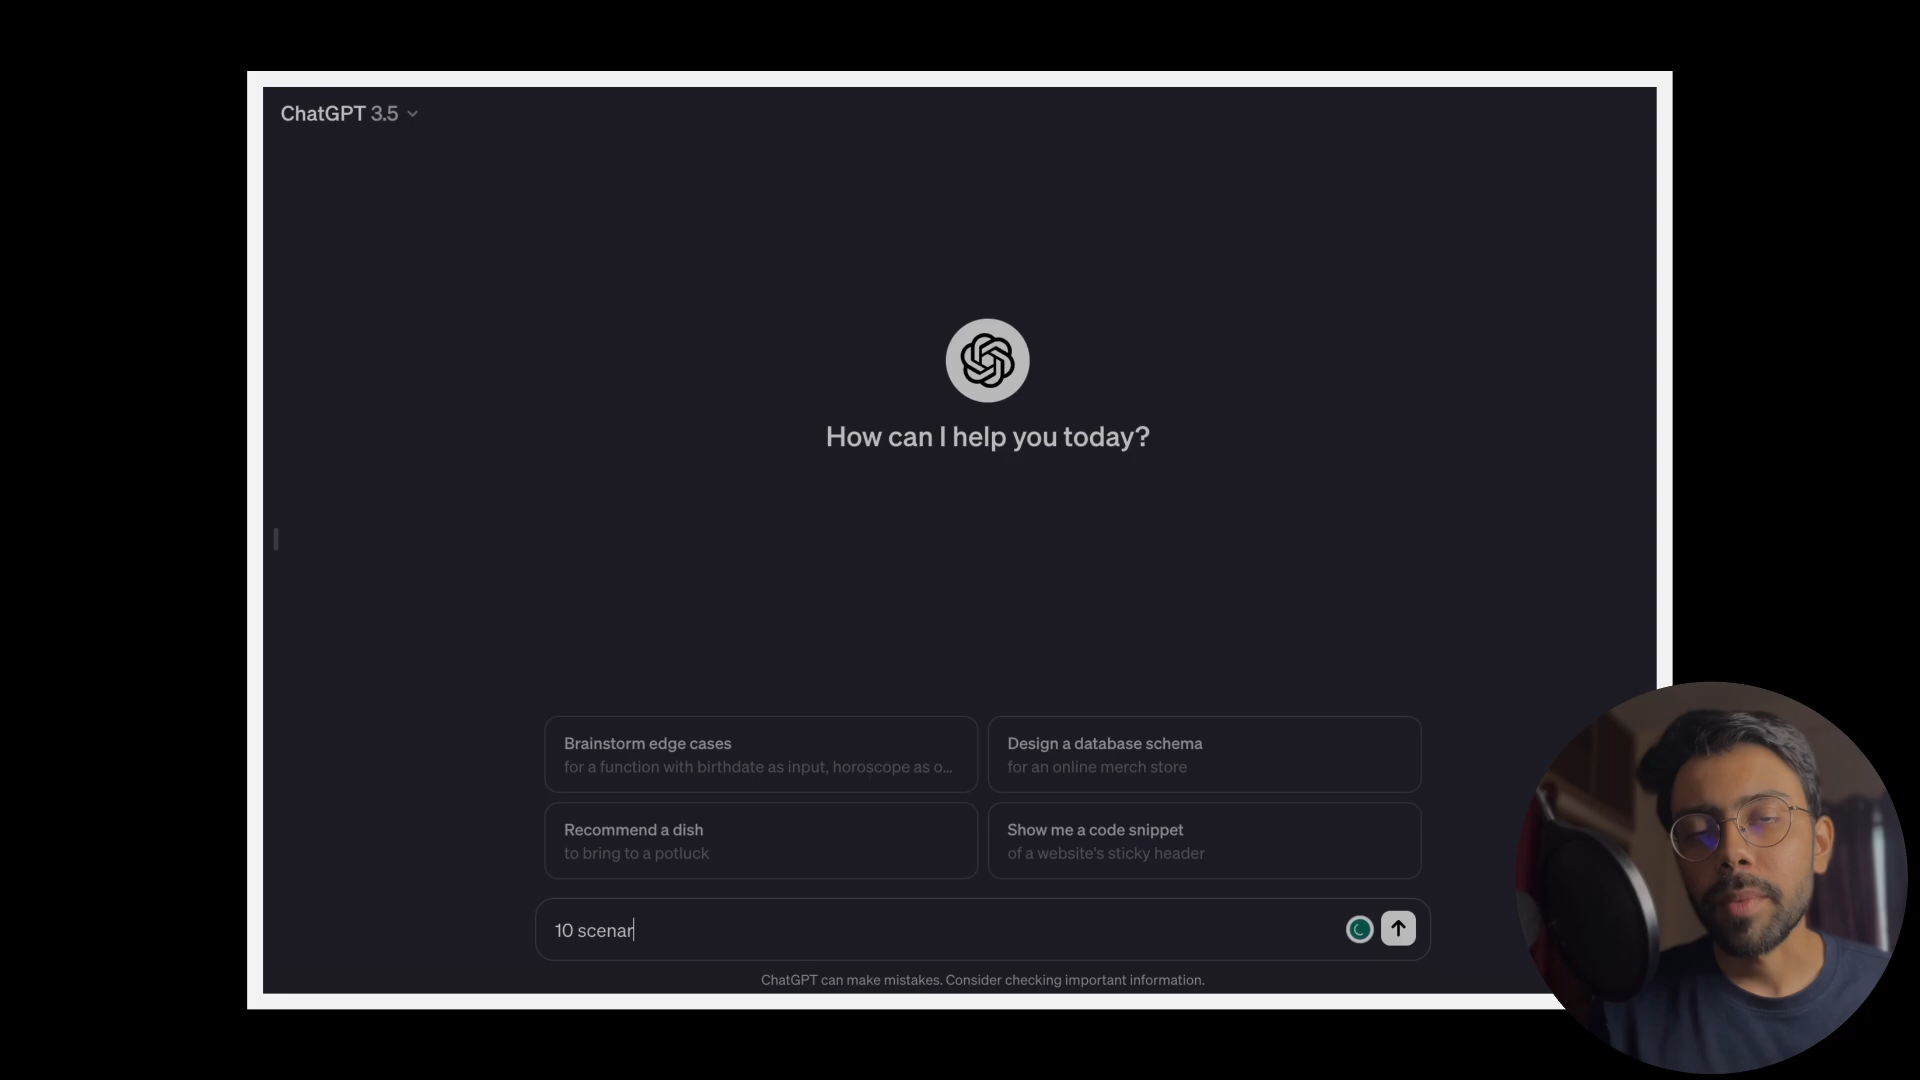 ChatGPT 3.5
How can I help you today?
Brainstorm edge cases
for a function with birthdate as input, horoscope as o...
Design a database schema
for an online merch store
Recommend a dish
to bring to a potluck
Show me a code snippet
of a website's sticky header
10 scenar
ChatGPT can make mistakes. Consider checking important information.